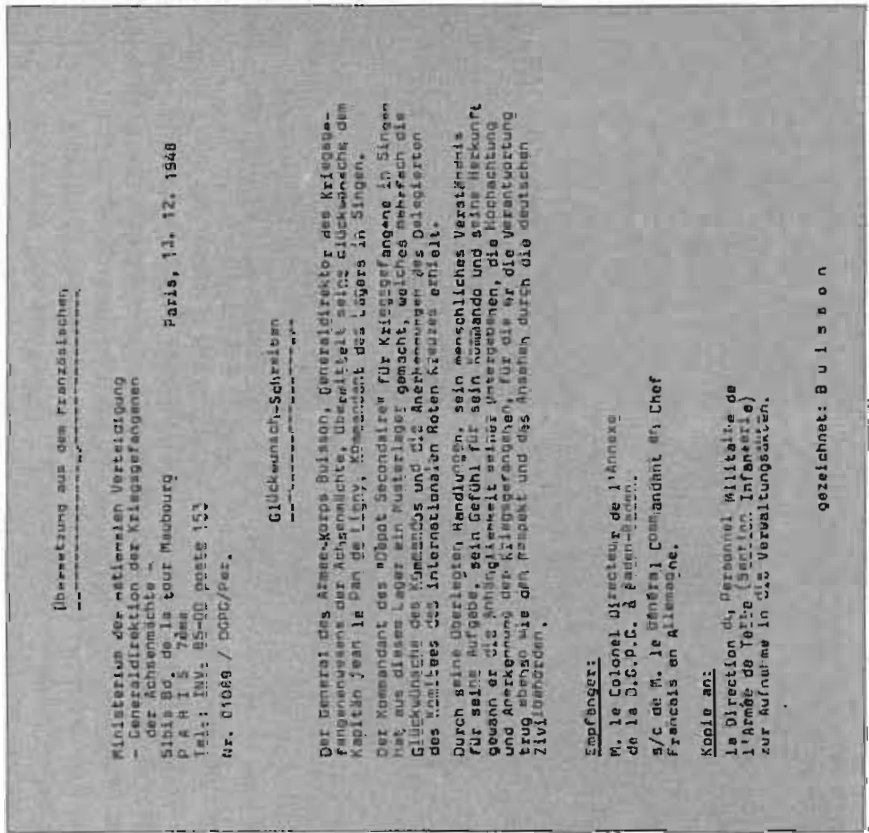 Übersetzung aus dem Französischen
Ministerium der nationalen Verteidigung
- Generaldirektion der Kriegsgefangenen
der Achsenmächte -
51bis Bd. de la tour Maubourg
P A R I S 7ème
Tel.: INV. 85-00 poste 153
Paris, 13. 12. 1948
Nr. 01089 / DGPG/Per.
Glückwunsch-Schreiben
Der General des Armee-Korps Buisson, Generaldirektor des Kriegsge-
fangenenwesens der Achsenmächte, übermittelt seine Glückwünsche dem
Kapitän Jean le Pan de Ligny, Kommandant des Lagers in Singen.
Der Kommandant des "Dépot Secondaire" für Kriegsgefangene in Singen
hat aus diesem Lager ein Musterlager gemacht, welches mehrfach die
Glückwünsche des Kommandos und die Anerkennungen des Delegierten
des Komitees des internationalen Roten Kreuzes erhielt.
Durch seine überlegten Handlungen, sein menschliches Verständnis
für seine Aufgabe, sein Gefühl für sein Kommando und seine Herkunft
gewann er die Anhänglichkeit seiner Untergebenen, die Hochachtung
und Anerkennung der Kriegsgefangenen, für die er die Verantwortung
trug ebenso wie den Respekt und das Ansehen durch die deutschen
Zivilbehörden.
Empfänger:
M. le Colonel Directeur de l'Annexe
de la D.G.P.G. à Baden-Baden.
s/c de M. le Général Commandant en Chef
Francais en Allemagne.
Kopie an:
la Direction du Personnel Militaire de
l'Armée de Terre (Section Infanterie)
zur Aufnahme in die Verwaltungsakten.
gezeichnet: B u i s s o n